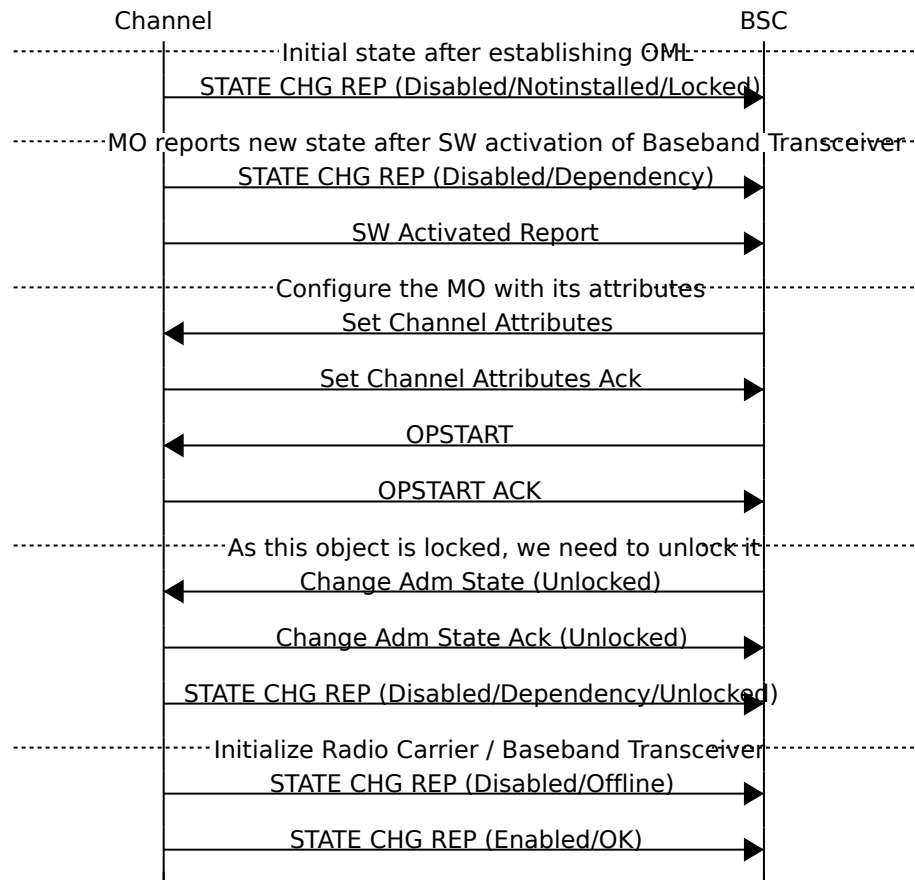 Channel
BSC
Initial state after establishing OML
STATE CHG REP (Disabled/Notinstalled/Locked)
MO reports new state after SW activation of Baseband Transceiver
STATE CHG REP (Disabled/Dependency)
SW Activated Report
Configure the MO with its attributes
Set Channel Attributes
Set Channel Attributes Ack
OPSTART
OPSTART ACK
As this object is locked, we need to unlock it
Change Adm State (Unlocked)
Change Adm State Ack (Unlocked)
STATE CHG REP (Disabled/Dependency/Unlocked)
Initialize Radio Carrier / Baseband Transceiver
STATE CHG REP (Disabled/Offline)
STATE CHG REP (Enabled/OK)